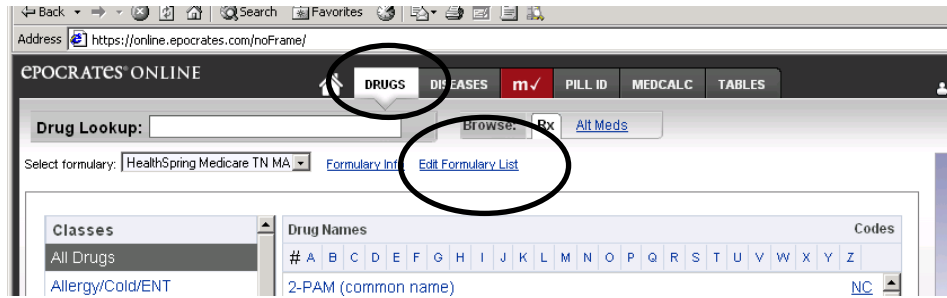 Back Search Favorites
Address https://online.epocrates.com/noFrame/
ePOCRATES® ONLINE DRUGS DISEASES m✓ PILL ID MEDCALC TABLES
Drug Lookup: Browse: Rx Alt Meds
Select formulary: HealthSpring Medicare TN MA Formulary Info Edit Formulary List
Classes Drug Names Codes
All Drugs # A B C D E F G H I J K L M N O P Q R S T U V W X Y Z
Allergy/Cold/ENT 2-PAM (common name) NC